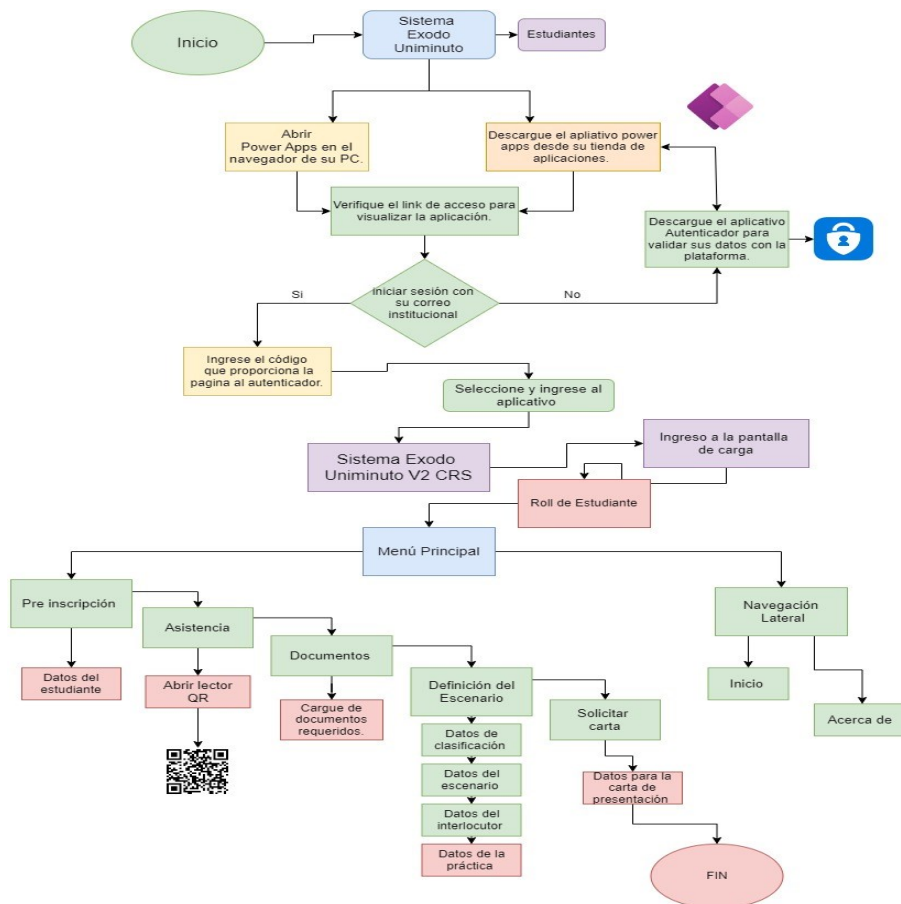 Inicio
Sistema
Exodo
Uniminuto
Estudiantes
Abrir
Power Apps en el
navegador de su PC.
Descargue el apliativo power
apps desde su tienda de
aplicaciones.
Verifique el link de acceso para
visualizar la aplicación.
Descargue el aplicativo
Autenticador para
validar sus datos con la
plataforma.
iniciar sesión con
su correo
institucional
Si
No
Ingrese el código
que proporciona la
pagina al autenticador.
Seleccione y ingrese al
aplicativo
Sistema Exodo
Uniminuto V2 CRS
Ingreso a la pantalla
de carga
Roll de Estudiante
Menú Principal
Pre inscripción
Datos del
estudiante
Asistencia
Abrir lector
QR
Documentos
Cargue de
documentos
requeridos.
Definición del
Escenario
Datos de
clasificación
Datos del
escenario
Datos del
interlocutor
Datos de la
práctica
Solicitar
carta
Datos para la
carta de
presentación
FIN
Navegación
Lateral
Inicio
Acerca de